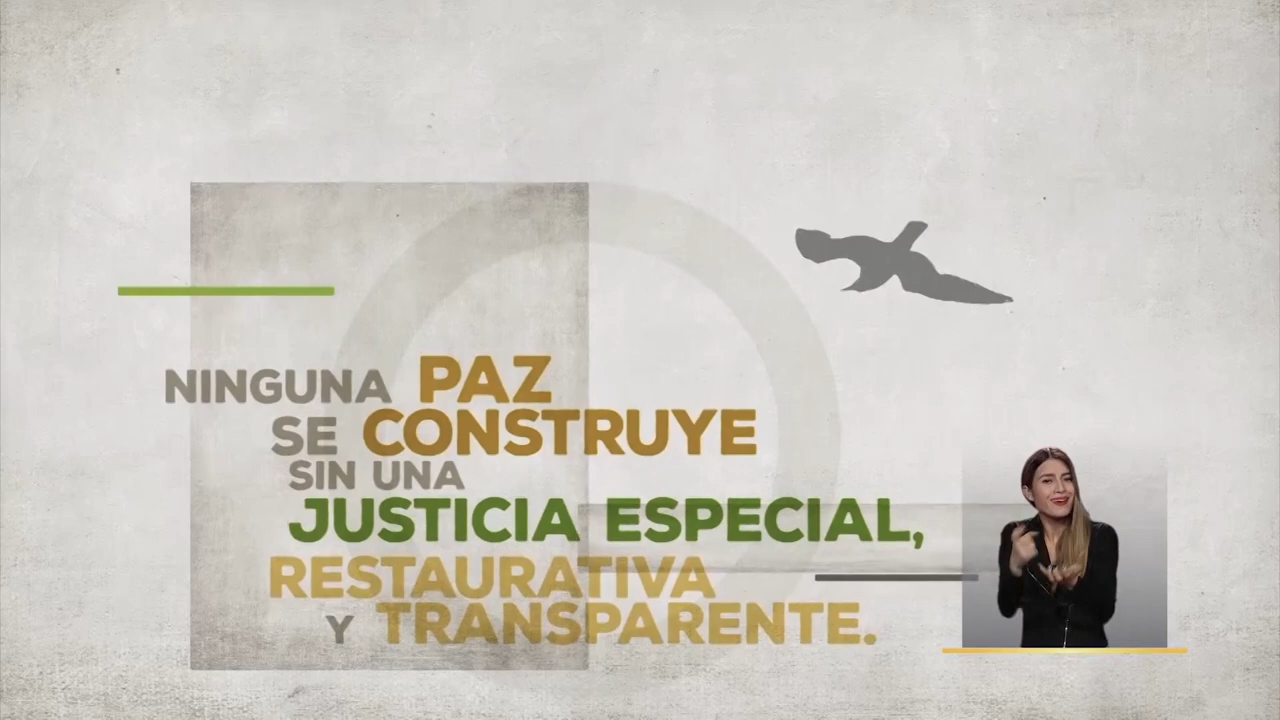 NINGUNA PAZ
SE CONSTRUYE
SIN UNA
JUSTICIA ESPECIAL,
RESTAURATIVA
Y TRANSPARENTE.